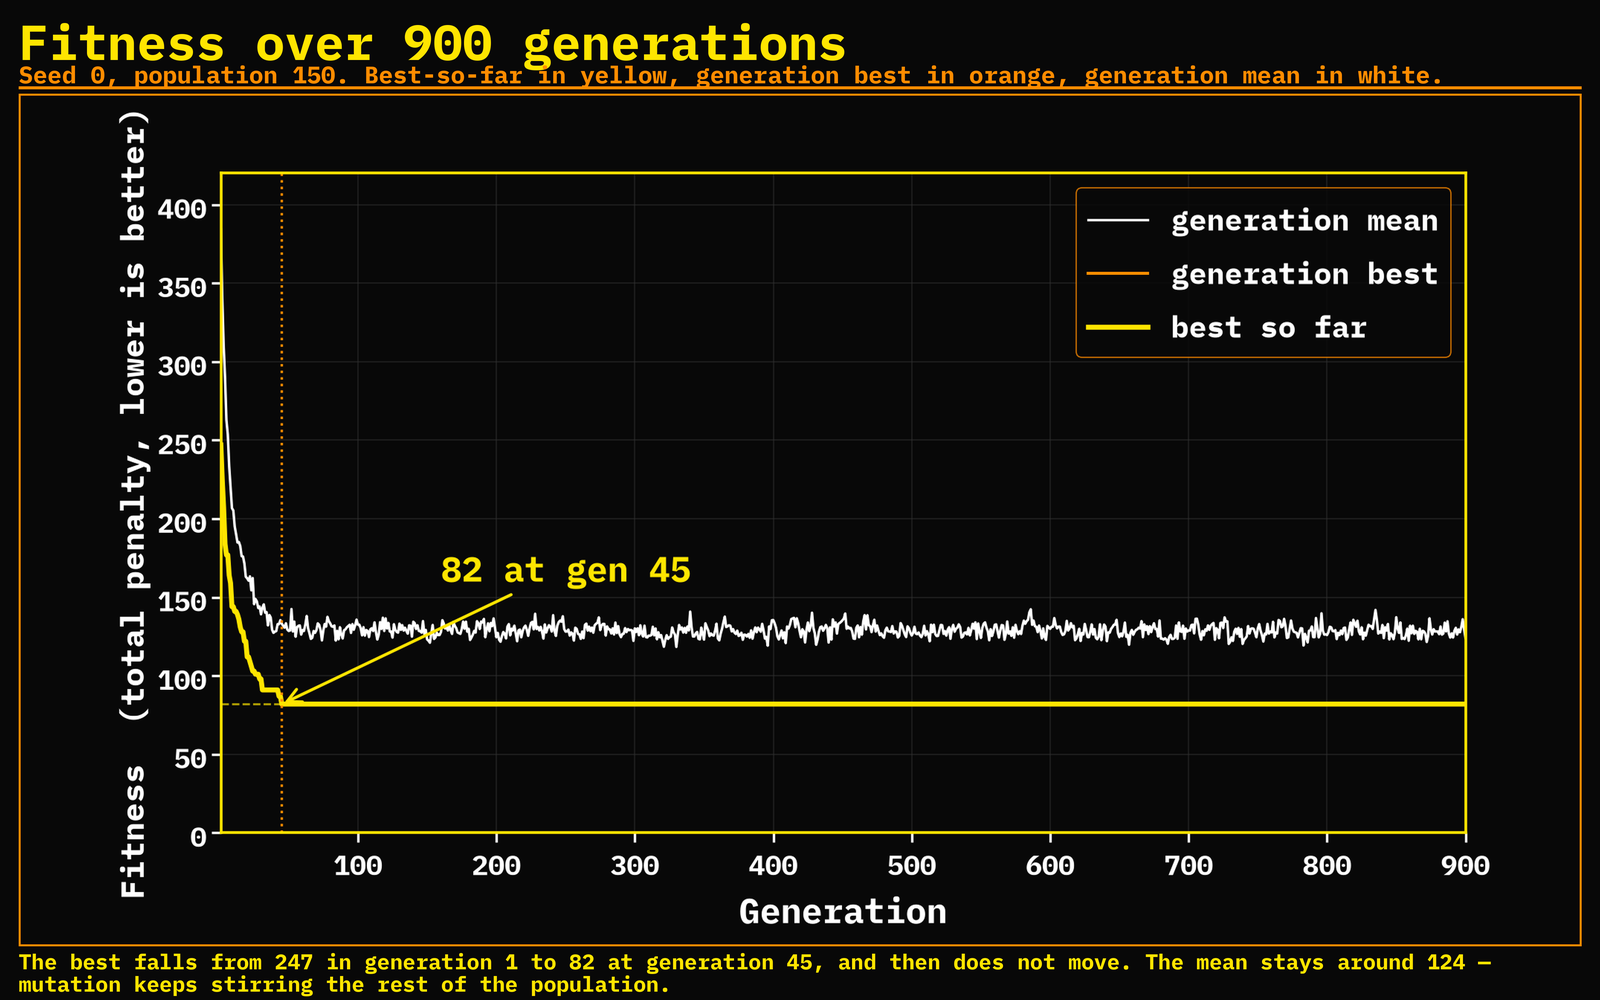 Fitness over 900 generations
Seed 0, population 150. Best-so-far in yellow, generation best in orange, generation mean in white.
Fitness (total penalty, lower is better)
400
350
300
250
200
150
100
50
0
generation mean
generation best
best so far
82 at gen 45
100 200 300 400 500 600 700 800 900
Generation
The best falls from 247 in generation 1 to 82 at generation 45, and then does not move. The mean stays around 124 —
mutation keeps stirring the rest of the population.